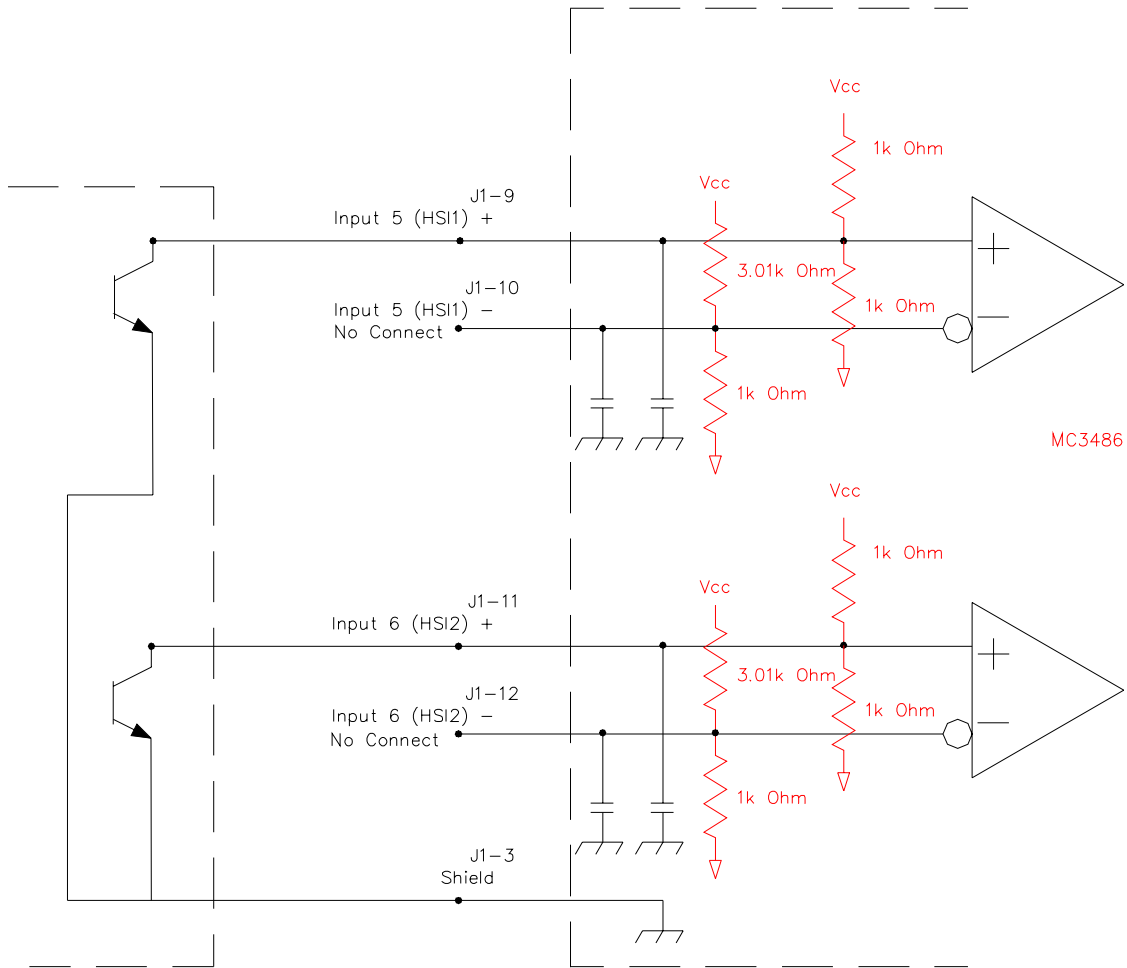 Vcc
1k Ohm
Vcc
J1-9
Input 5 (HSI1) +
3.01k Ohm
J1-10
Input 5 (HSI1) -
No Connect
1k Ohm
1k Ohm
MC3486
Vcc
1k Ohm
Vcc
J1-11
Input 6 (HSI2) +
3.01k Ohm
J1-12
Input 6 (HSI2) -
No Connect
1k Ohm
1k Ohm
J1-3
Shield